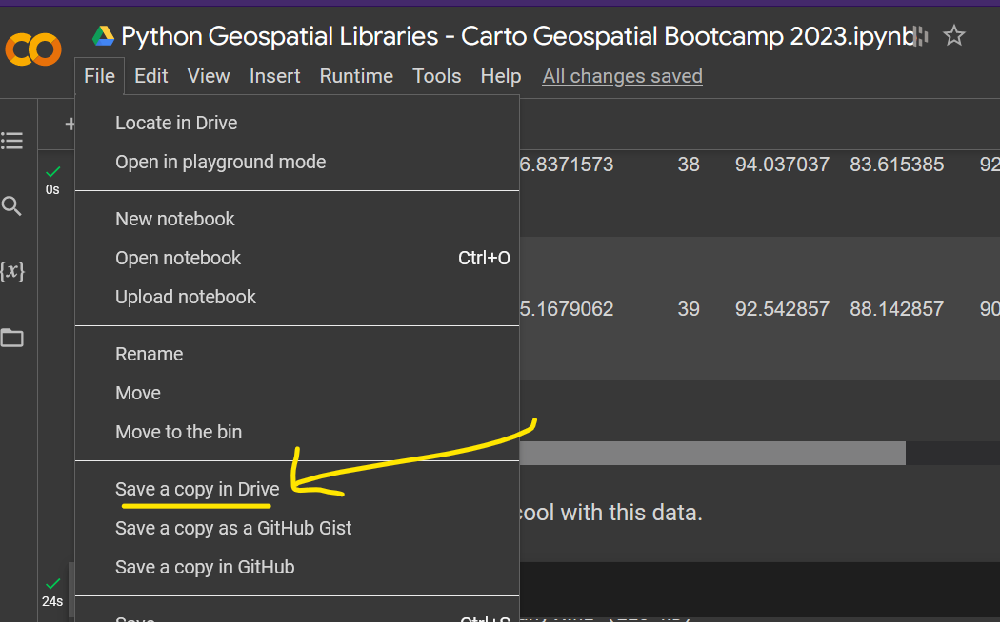 Python Geospatial Libraries - Carto Geospatial Bootcamp 2023.ipynb
File Edit View Insert Runtime Tools Help All changes saved
+
Locate in Drive
Open in playground mode
6.8371573 38 94.037037 83.615385 92
0s
New notebook
{x}
Open notebook Ctrl+O
Upload notebook
5.1679062 39 92.542857 88.142857 90
Rename
Move
Move to the bin
Save a copy in Drive
cool with this data.
Save a copy as a GitHub Gist
Save a copy in GitHub
24s
Save Ctrl+S